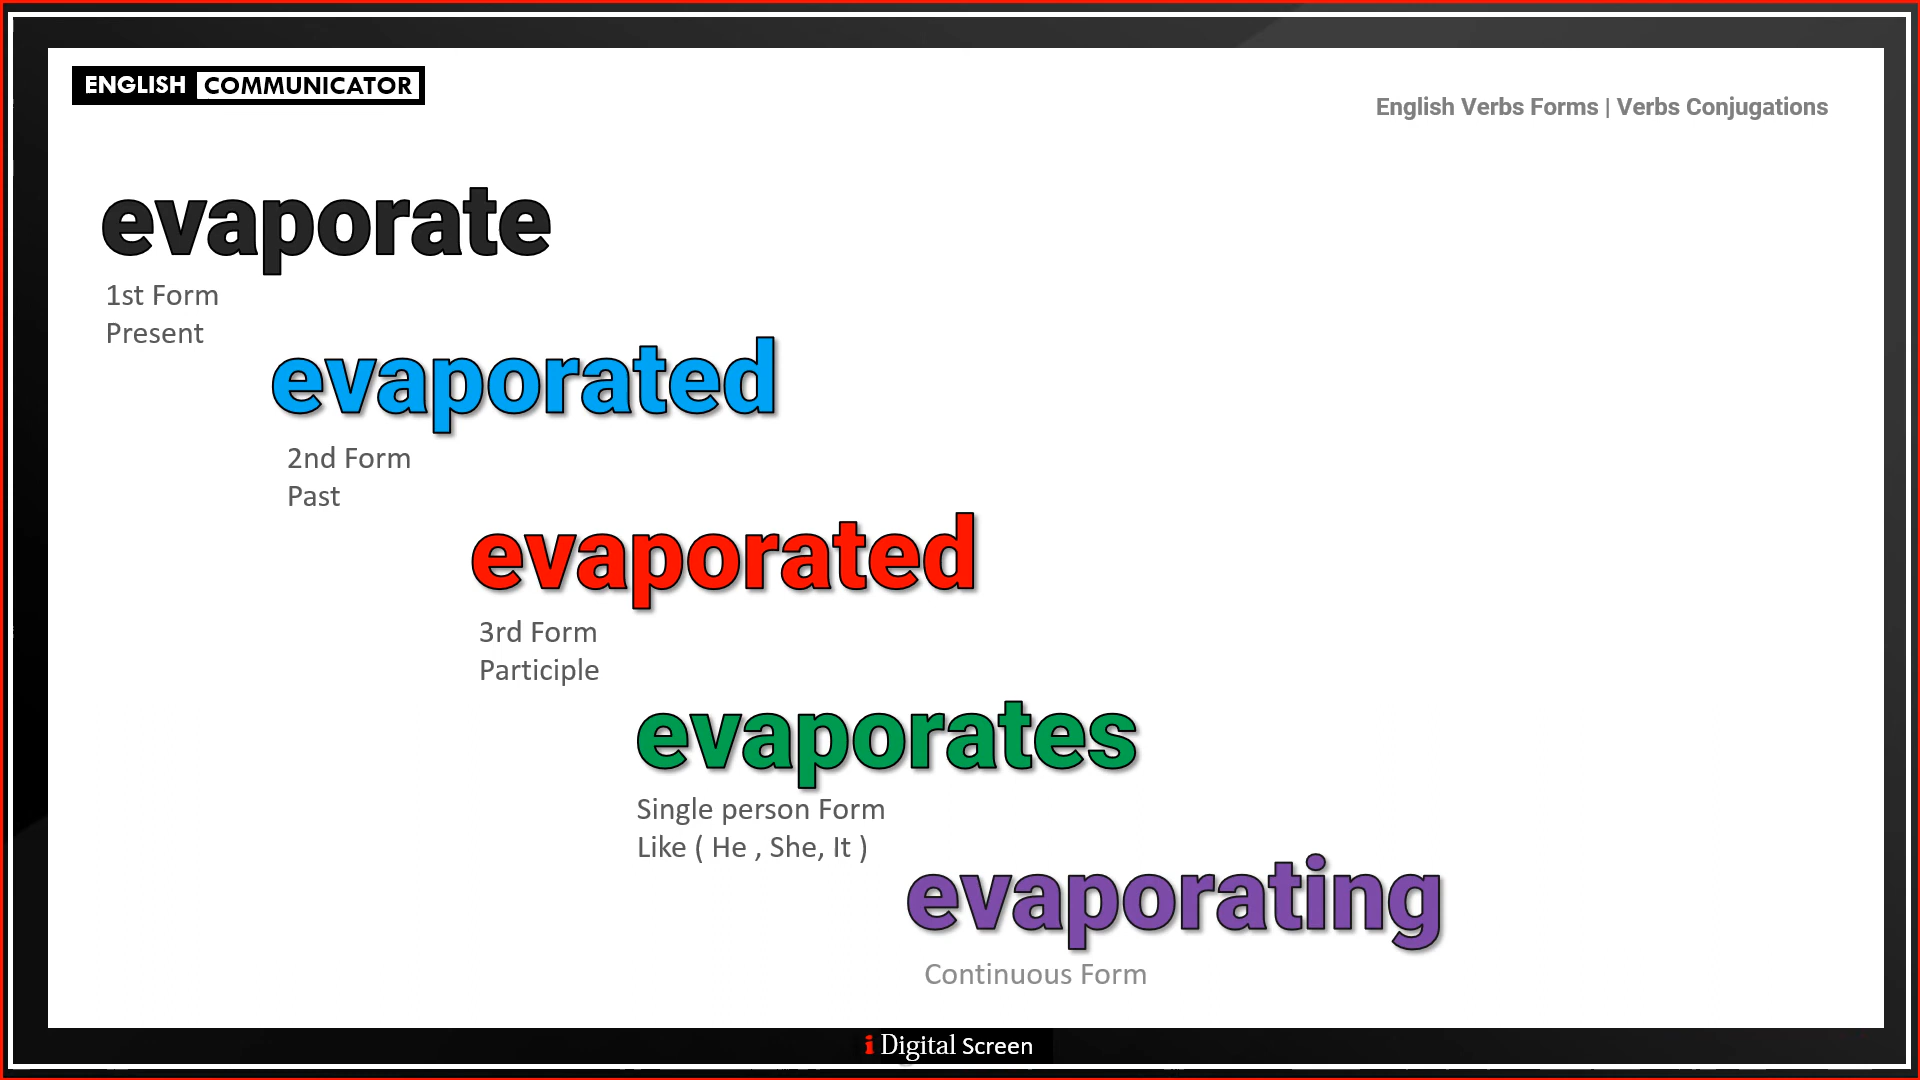 ENGLISH COMMUNICATOR
English Verbs Forms | Verbs Conjugations
evaporate
1st Form
Present
evaporated
2nd Form
Past
evaporated
3rd Form
Participle
evaporates
Single person Form
Like ( He , She, It )
evaporating
Continuous Form
i Digital Screen